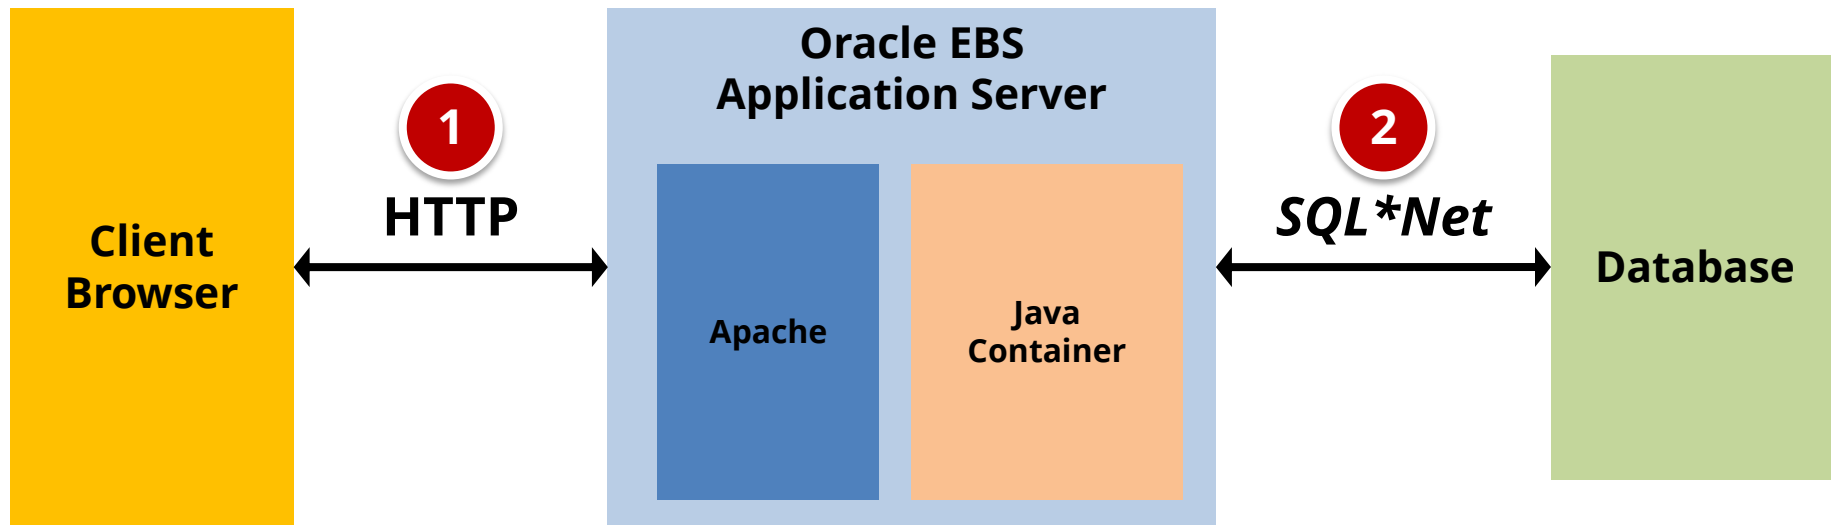 Client
Browser
1
HTTP
Oracle EBS
Application Server
Apache
Java
Container
2
SQL*Net
Database